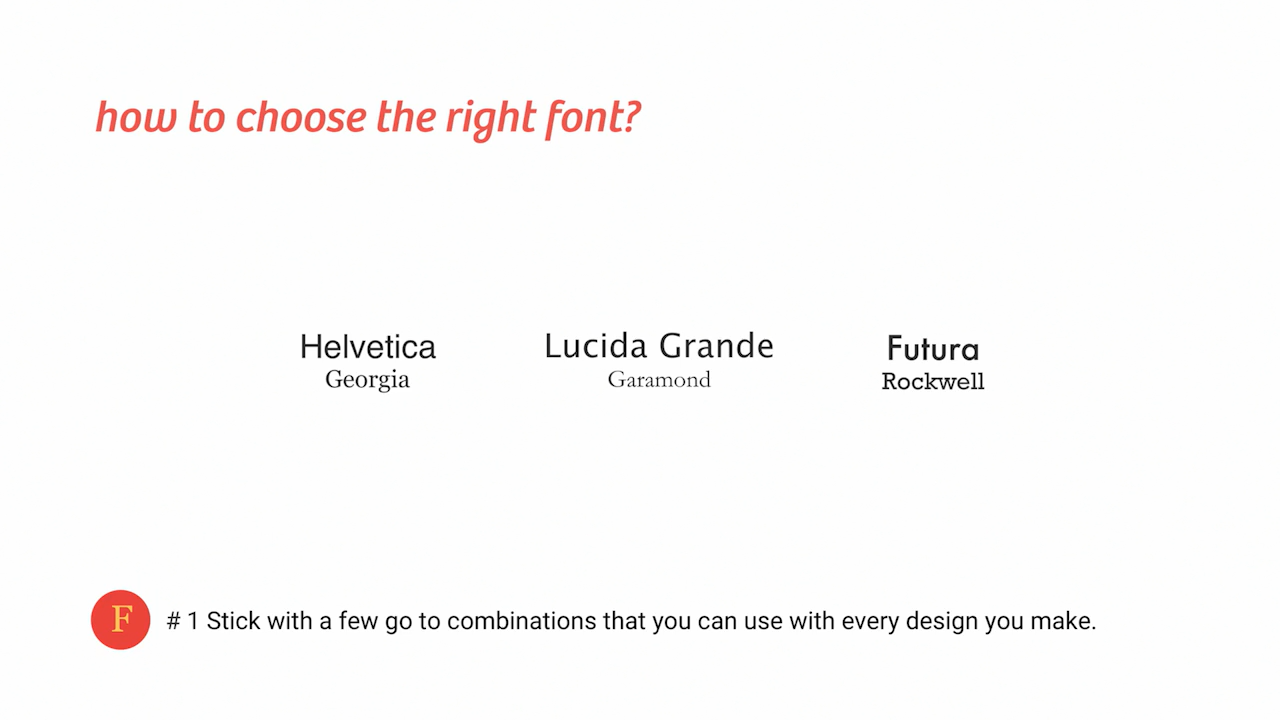 how to choose the right font?
Helvetica
Georgia
Lucida Grande
Garamond
Futura
Rockwell
F
# 1 Stick with a few go to combinations that you can use with every design you make.